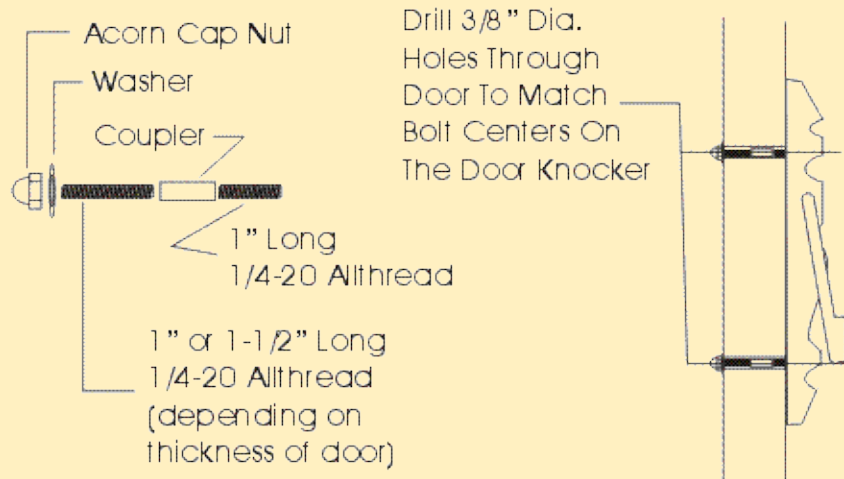 Acorn Cap Nut
Washer
Coupler
1" Long
1/4-20 Allthread
1" or 1-1/2" Long
1/4-20 Allthread
(depending on
thickness of door)
Drill 3/8" Dia.
Holes Through
Door To Match
Bolt Centers On
The Door Knocker